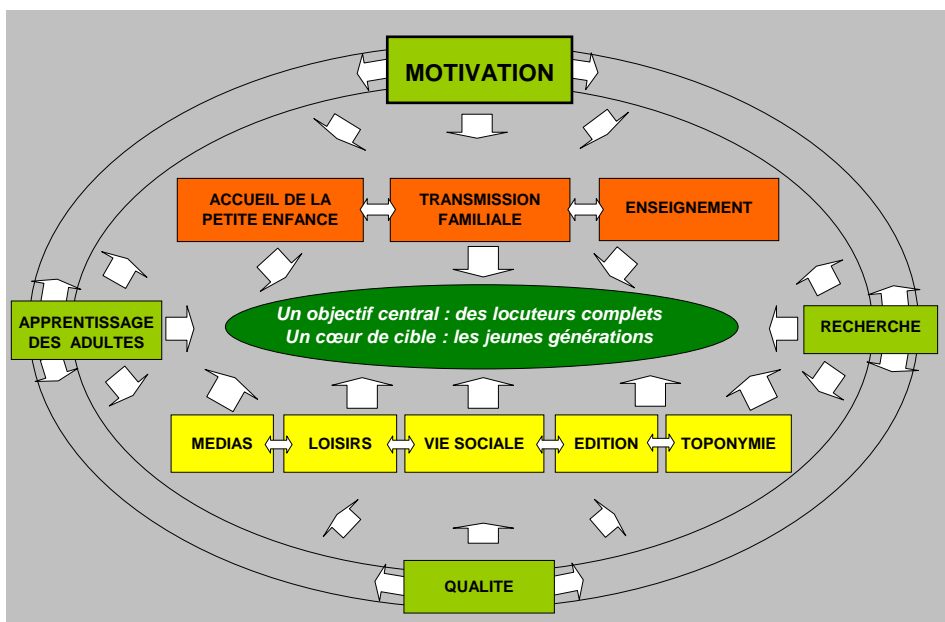 MOTIVATION
ACCUEIL DE LA
PETITE ENFANCE
TRANSMISSION
FAMILIALE
ENSEIGNEMENT
Un objectif central : des locuteurs complets
Un cœur de cible : les jeunes générations
APPRENTISSAGE
DES ADULTES
RECHERCHE
MEDIAS
LOISIRS
VIE SOCIALE
EDITION
TOPONYMIE
QUALITE